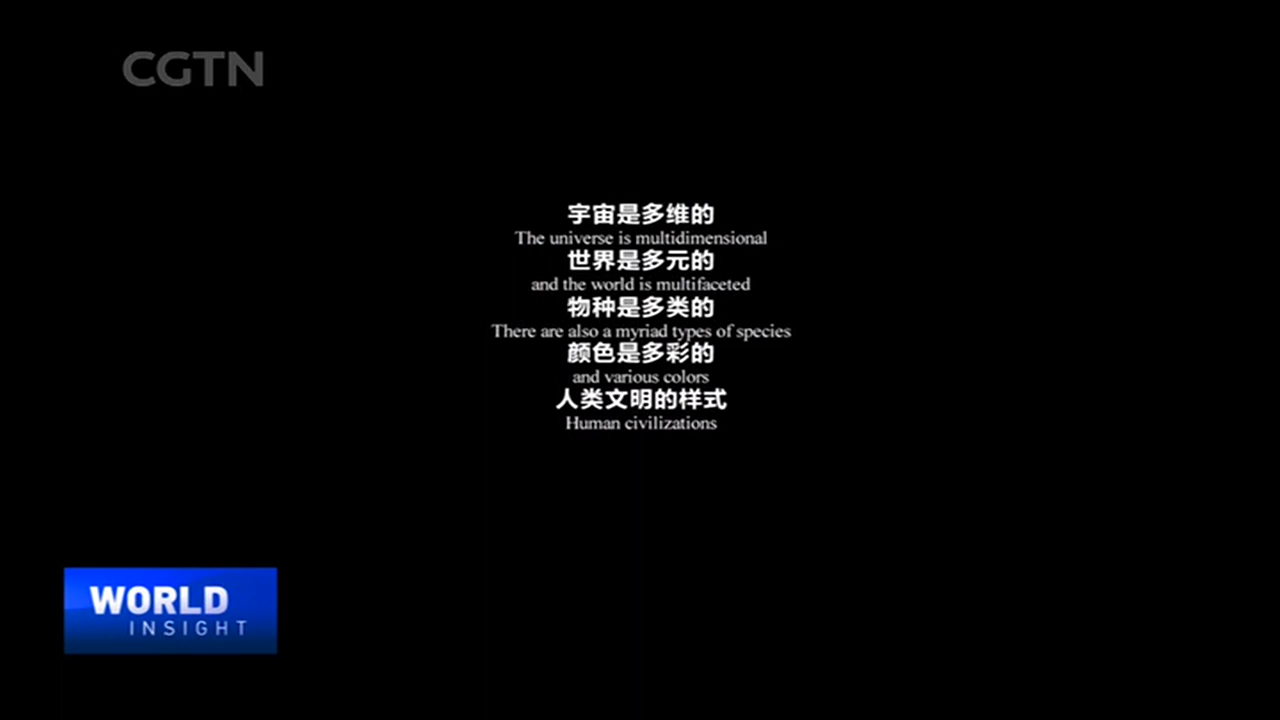 CGTN
宇宙是多维的
The universe is multidimensional
世界是多元的
and the world is multifaceted
物种是多类的
There are also a myriad types of species
颜色是多彩的
and various colors
人类文明的样式
Human civilizations
WORLD
INSIGHT